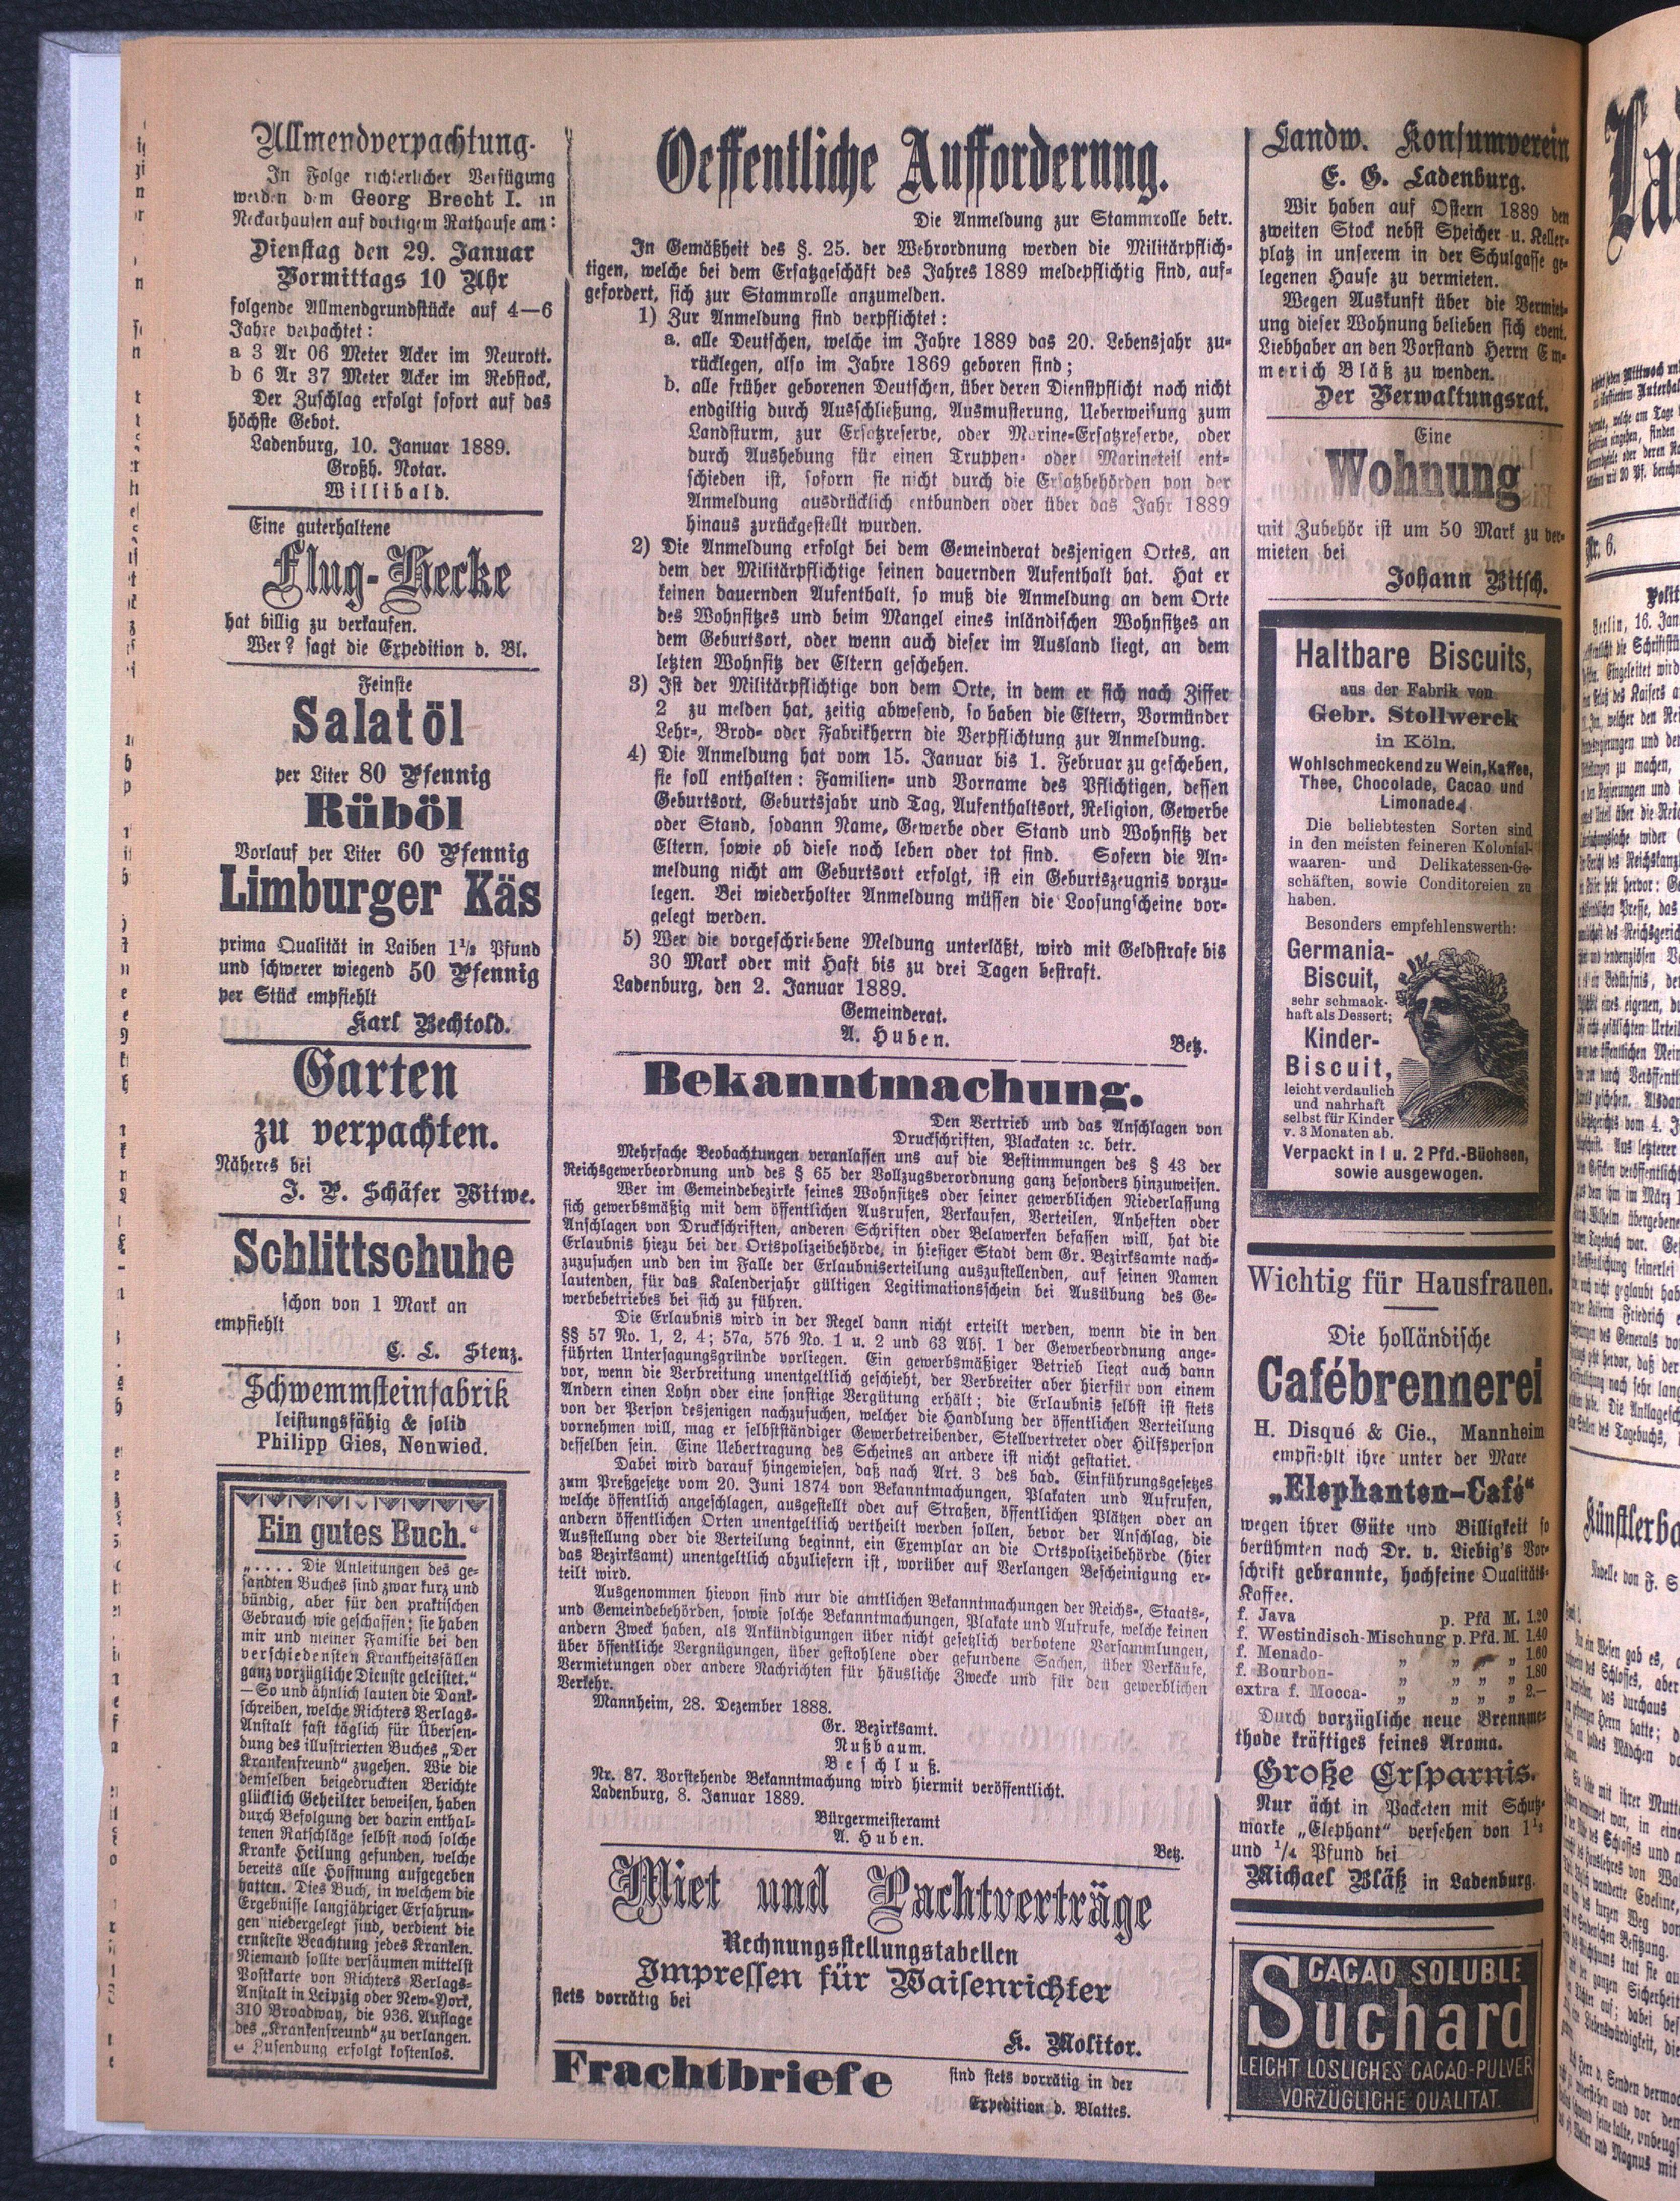 Allmendverpachtung.
In Folge richterlicher Verfügung
werden dem Georg Brecht I. in
Neckarhausen auf dortigem Rathause am:
Dienstag den 29. Januar
Vormittags 10 Uhr
folgende Allmendgrundstücke auf 4—6
Jahre verpachtet:
a 3 Ar 06 Meter Acker im Neurott.
b 6 Ar 37 Meter Acker im Rebstock,
Der Zuschlag erfolgt sofort auf das
höchste Gebot.
Ladenburg, 10. Januar 1889.
Großh. Notar.
Willibald.
Eine guterhaltene
Flug-Hecke
hat billig zu verkaufen.
Wer? sagt die Expedition d. Bl.
Feinste
Salatöl
per Liter 80 Pfennig
Rüböl
Vorlauf per Liter 60 Pfennig
Limburger Käs
prima Qualität in Laiben 1½ Pfund
und schwerer wiegend 50 Pfennig
per Stück empfiehlt
Karl Bechtold.
Garten
zu verpachten.
Näheres bei
J. P. Schäfer Witwe.
Schlittschuhe
schon von 1 Mark an
empfiehlt
C. L. Stenz.
Schwemmsteinfabrik
leistungsfähig & solid
Philipp Gies, Neuwied.
Ein gutes Buch.
„.... Die Anleitungen des ge-
sandten Buches sind zwar kurz und
bündig, aber für den praktischen
Gebrauch wie geschaffen; sie haben
mir und meiner Familie bei den
verschiedensten Krankheitsfällen
ganz vorzügliche Dienste geleistet.“
— So und ähnlich lauten die Dank-
schreiben, welche Richters Verlags-
Anstalt fast täglich für Übersen-
dung des illustrierten Buches „Der
Krankenfreund“ zugehen. Wie die
demselben beigedruckten Berichte
glücklich Geheilter beweisen, haben
durch Befolgung der darin enthal-
tenen Ratschläge selbst noch solche
Kranke Heilung gefunden, welche
bereits alle Hoffnung aufgegeben
hatten. Dies Buch, in welchem die
Ergebnisse langjähriger Erfahrun-
gen niedergelegt sind, verdient die
ernsteste Beachtung jedes Kranken.
Niemand sollte versäumen mittelst
Postkarte von Richters Verlags-
Anstalt in Leipzig oder New-York,
310 Broadway, die 936. Auflage
des „Krankenfreund“ zu verlangen.
Zusendung erfolgt kostenlos.
Oeffentliche Aufforderung.
Die Anmeldung zur Stammrolle betr.
In Gemäßheit des §. 25. der Wehrordnung werden die Militärpflich-
tigen, welche bei dem Ersatzgeschäft des Jahres 1889 meldepflichtig sind, auf-
gefordert, sich zur Stammrolle anzumelden.
1) Zur Anmeldung sind verpflichtet:
a. alle Deutschen, welche im Jahre 1889 das 20. Lebensjahr zu-
rücklegen, also im Jahre 1869 geboren sind;
b. alle früher geborenen Deutschen, über deren Dienstpflicht noch nicht
endgiltig durch Ausschließung, Ausmusterung, Ueberweisung zum
Landsturm, zur Ersatzreserve, oder Marine-Ersatzreserve, oder
durch Aushebung für einen Truppen- oder Marineteil ent-
schieden ist, sofern sie nicht durch die Ersatzbehörden von der
Anmeldung ausdrücklich entbunden oder über das Jahr 1889
hinaus zurückgestellt wurden.
2) Die Anmeldung erfolgt bei dem Gemeinderat desjenigen Ortes, an
dem der Militärpflichtige seinen dauernden Aufenthalt hat. Hat er
keinen dauernden Aufenthalt, so muß die Anmeldung an dem Orte
des Wohnsitzes und beim Mangel eines inländischen Wohnsitzes an
dem Geburtsort, oder wenn auch dieser im Ausland liegt, an dem
letzten Wohnsitz der Eltern geschehen.
3) Ist der Militärpflichtige von dem Orte, in dem er sich nach Ziffer
2 zu melden hat, zeitig abwesend, so haben die Eltern, Vormünder
Lehr-, Brod- oder Fabrikherrn die Verpflichtung zur Anmeldung.
4) Die Anmeldung hat vom 15. Januar bis 1. Februar zu geschehen,
sie soll enthalten: Familien- und Vorname des Pflichtigen, dessen
Geburtsort, Geburtsjahr und Tag, Aufenthaltsort, Religion, Gewerbe
oder Stand, sodann Name, Gewerbe oder Stand und Wohnsitz der
Eltern, sowie ob diese noch leben oder tot sind. Sofern die An-
meldung nicht am Geburtsort erfolgt, ist ein Geburtszeugnis vorzu-
legen. Bei wiederholter Anmeldung müssen die Loosungscheine vor-
gelegt werden.
5) Wer die vorgeschriebene Meldung unterläßt, wird mit Geldstrafe bis
30 Mark oder mit Haft bis zu drei Tagen bestraft.
Ladenburg, den 2. Januar 1889.
Gemeinderat.
A. Huben.
Betz.
Bekanntmachung.
Den Vertrieb und das Anschlagen von
Druckschriften, Plackaten ꝛc. betr.
Mehrfache Beobachtungen veranlassen uns auf die Bestimmungen des § 43 der
Reichsgewerbeordnung und des § 65 der Vollzugsverordnung ganz besonders hinzuweisen.
Wer im Gemeindebezirke seines Wohnsitzes oder seiner gewerblichen Niederlassung
sich gewerbsmäßig mit dem öffentlichen Ausrufen, Verkaufen, Verteilen, Anheften oder
Anschlagen von Druckschriften, anderen Schriften oder Belawerken befassen will, hat die
Erlaubnis hiezu bei der Ortspolizeibehörde, in hiesiger Stadt dem Gr. Bezirksamte nach-
zuzusuchen und den im Falle der Erlaubniserteilung auszustellenden, auf seinen Namen
lautenden, für das Kalenderjahr gültigen Legitimationsschein bei Ausübung des Ge-
werbebetriebes bei sich zu führen.
Die Erlaubnis wird in der Regel dann nicht erteilt werden, wenn die in den
§§ 57 No. 1, 2, 4; 57a, 57b No. 1 u. 2 und 63 Abs. 1 der Gewerbeordnung ange-
führten Untersagungsgründe vorliegen. Ein gewerbsmäßiger Betrieb liegt auch dann
vor, wenn die Verbreitung unentgeltlich geschieht, der Verbreiter aber hierfür von einem
Andern einen Lohn oder eine sonstige Vergütung erhält; die Erlaubnis selbst ist stets
von der Person desjenigen nachzusuchen, welcher die Handlung der öffentlichen Verteilung
vornehmen will, mag er selbstständiger Gewerbetreibender, Stellvertreter oder Hilfsperson
desselben sein. Eine Uebertragung des Scheines an andere ist nicht gestattet.
Dabei wird darauf hingewiesen, daß nach Art. 3 des bad. Einführungsgesetzes
zum Preßgesetze vom 20. Juni 1874 von Bekanntmachungen, Plakaten und Aufrufen,
welche öffentlich angeschlagen, ausgestellt oder auf Straßen, öffentlichen Plätzen oder an
andern öffentlichen Orten unentgeltlich vertheilt werden sollen, bevor der Anschlag, die
Ausstellung oder die Verteilung beginnt, ein Exemplar an die Ortspolizeibehörde (hier
das Bezirksamt) unentgeltlich abzuliefern ist, worüber auf Verlangen Bescheinigung er-
teilt wird.
Ausgenommen hievon sind nur die amtlichen Bekanntmachungen der Reichs-, Staats-,
und Gemeindebehörden, sowie solche Bekanntmachungen, Plakate und Aufrufe, welche keinen
andern Zweck haben, als Ankündigungen über nicht gesetzlich verbotene Versammlungen,
über öffentliche Vergnügungen, über gestohlene oder gefundene Sachen, über Verkäufe,
Vermietungen oder andere Nachrichten für häusliche Zwecke und für den gewerblichen
Verkehr.
Mannheim, 28. Dezember 1888.
Gr. Bezirksamt.
Nußbaum.
Beschluß.
Nr. 87. Vorstehende Bekanntmachung wird hiermit veröffentlicht.
Ladenburg, 8. Januar 1889.
Bürgermeisteramt
A. Huben.
Betz.
Miet und Pachtverträge
Rechnungsstellungstabellen
Impressen für Waisenrichter
stets vorrätig bei
K. Molitor.
Frachtbriefe sind stets vorrätig in der
Expedition d. Blattes.
Landw. Konsumverein
E. G. Ladenburg.
Wir haben auf Ostern 1889 den
zweiten Stock nebst Speicher u. Keller-
platz in unserem in der Schulgasse ge-
legenen Hause zu vermieten.
Wegen Auskunft über die Vermiet-
ung dieser Wohnung belieben sich event.
Liebhaber an den Vorstand Herrn Em-
merich Bläß zu wenden.
Der Verwaltungsrat.
Eine
Wohnung
mit Zubehör ist um 50 Mark zu ver-
mieten bei
Johann Bitsch.
Haltbare Biscuits,
aus der Fabrik von
Gebr. Stollwerck
in Köln.
Wohlschmeckend zu Wein, Kaffee,
Thee, Chocolade, Cacao und
Limonade.
Die beliebtesten Sorten sind
in den meisten feineren Kolonial-
waaren- und Delikatessen-Ge-
schäften, sowie Conditoreien zu
haben.
Besonders empfehlenswerth:
Germania-
Biscuit,
sehr schmack-
haft als Dessert;
Kinder-
Biscuit,
leicht verdaulich
und nahrhaft
selbst für Kinder
v. 3 Monaten ab.
Verpackt in 1 u. 2 Pfd.-Büchsen,
sowie ausgewogen.
Wichtig für Hausfrauen.
Die holländische
Cafébrennerei
H. Disqué & Cie., Mannheim
empfiehlt ihre unter der Mare
„Elephanten-Café“
wegen ihrer Güte und Billigkeit so
berühmten nach Dr. v. Liebig's Vor-
schrift gebrannte, hochfeine Qualitäts-
Kaffee.
f. Java p. Pfd M. 1.20
f. Westindisch-Mischung p. Pfd. M. 1.40
f. Menado- „ „ „ 1.60
f. Bourbon- „ „ „ „ 1.80
extra f. Mocca- „ „ „ „ 2.—
Durch vorzügliche neue Brennme-
thode kräftiges feines Aroma.
Große Ersparnis.
Nur ächt in Packeten mit Schutz-
marke „Elephant“ versehen von 1½
und ¼ Pfund bei
Michael Bläß in Ladenburg.
CACAO SOLUBLE
Suchard
LEICHT LÖSLICHES CACAO-PULVER
VORZÜGLICHE QUALITÄT.
Nr. 6.
Berlin, 16. Jan
Novelle von F. S